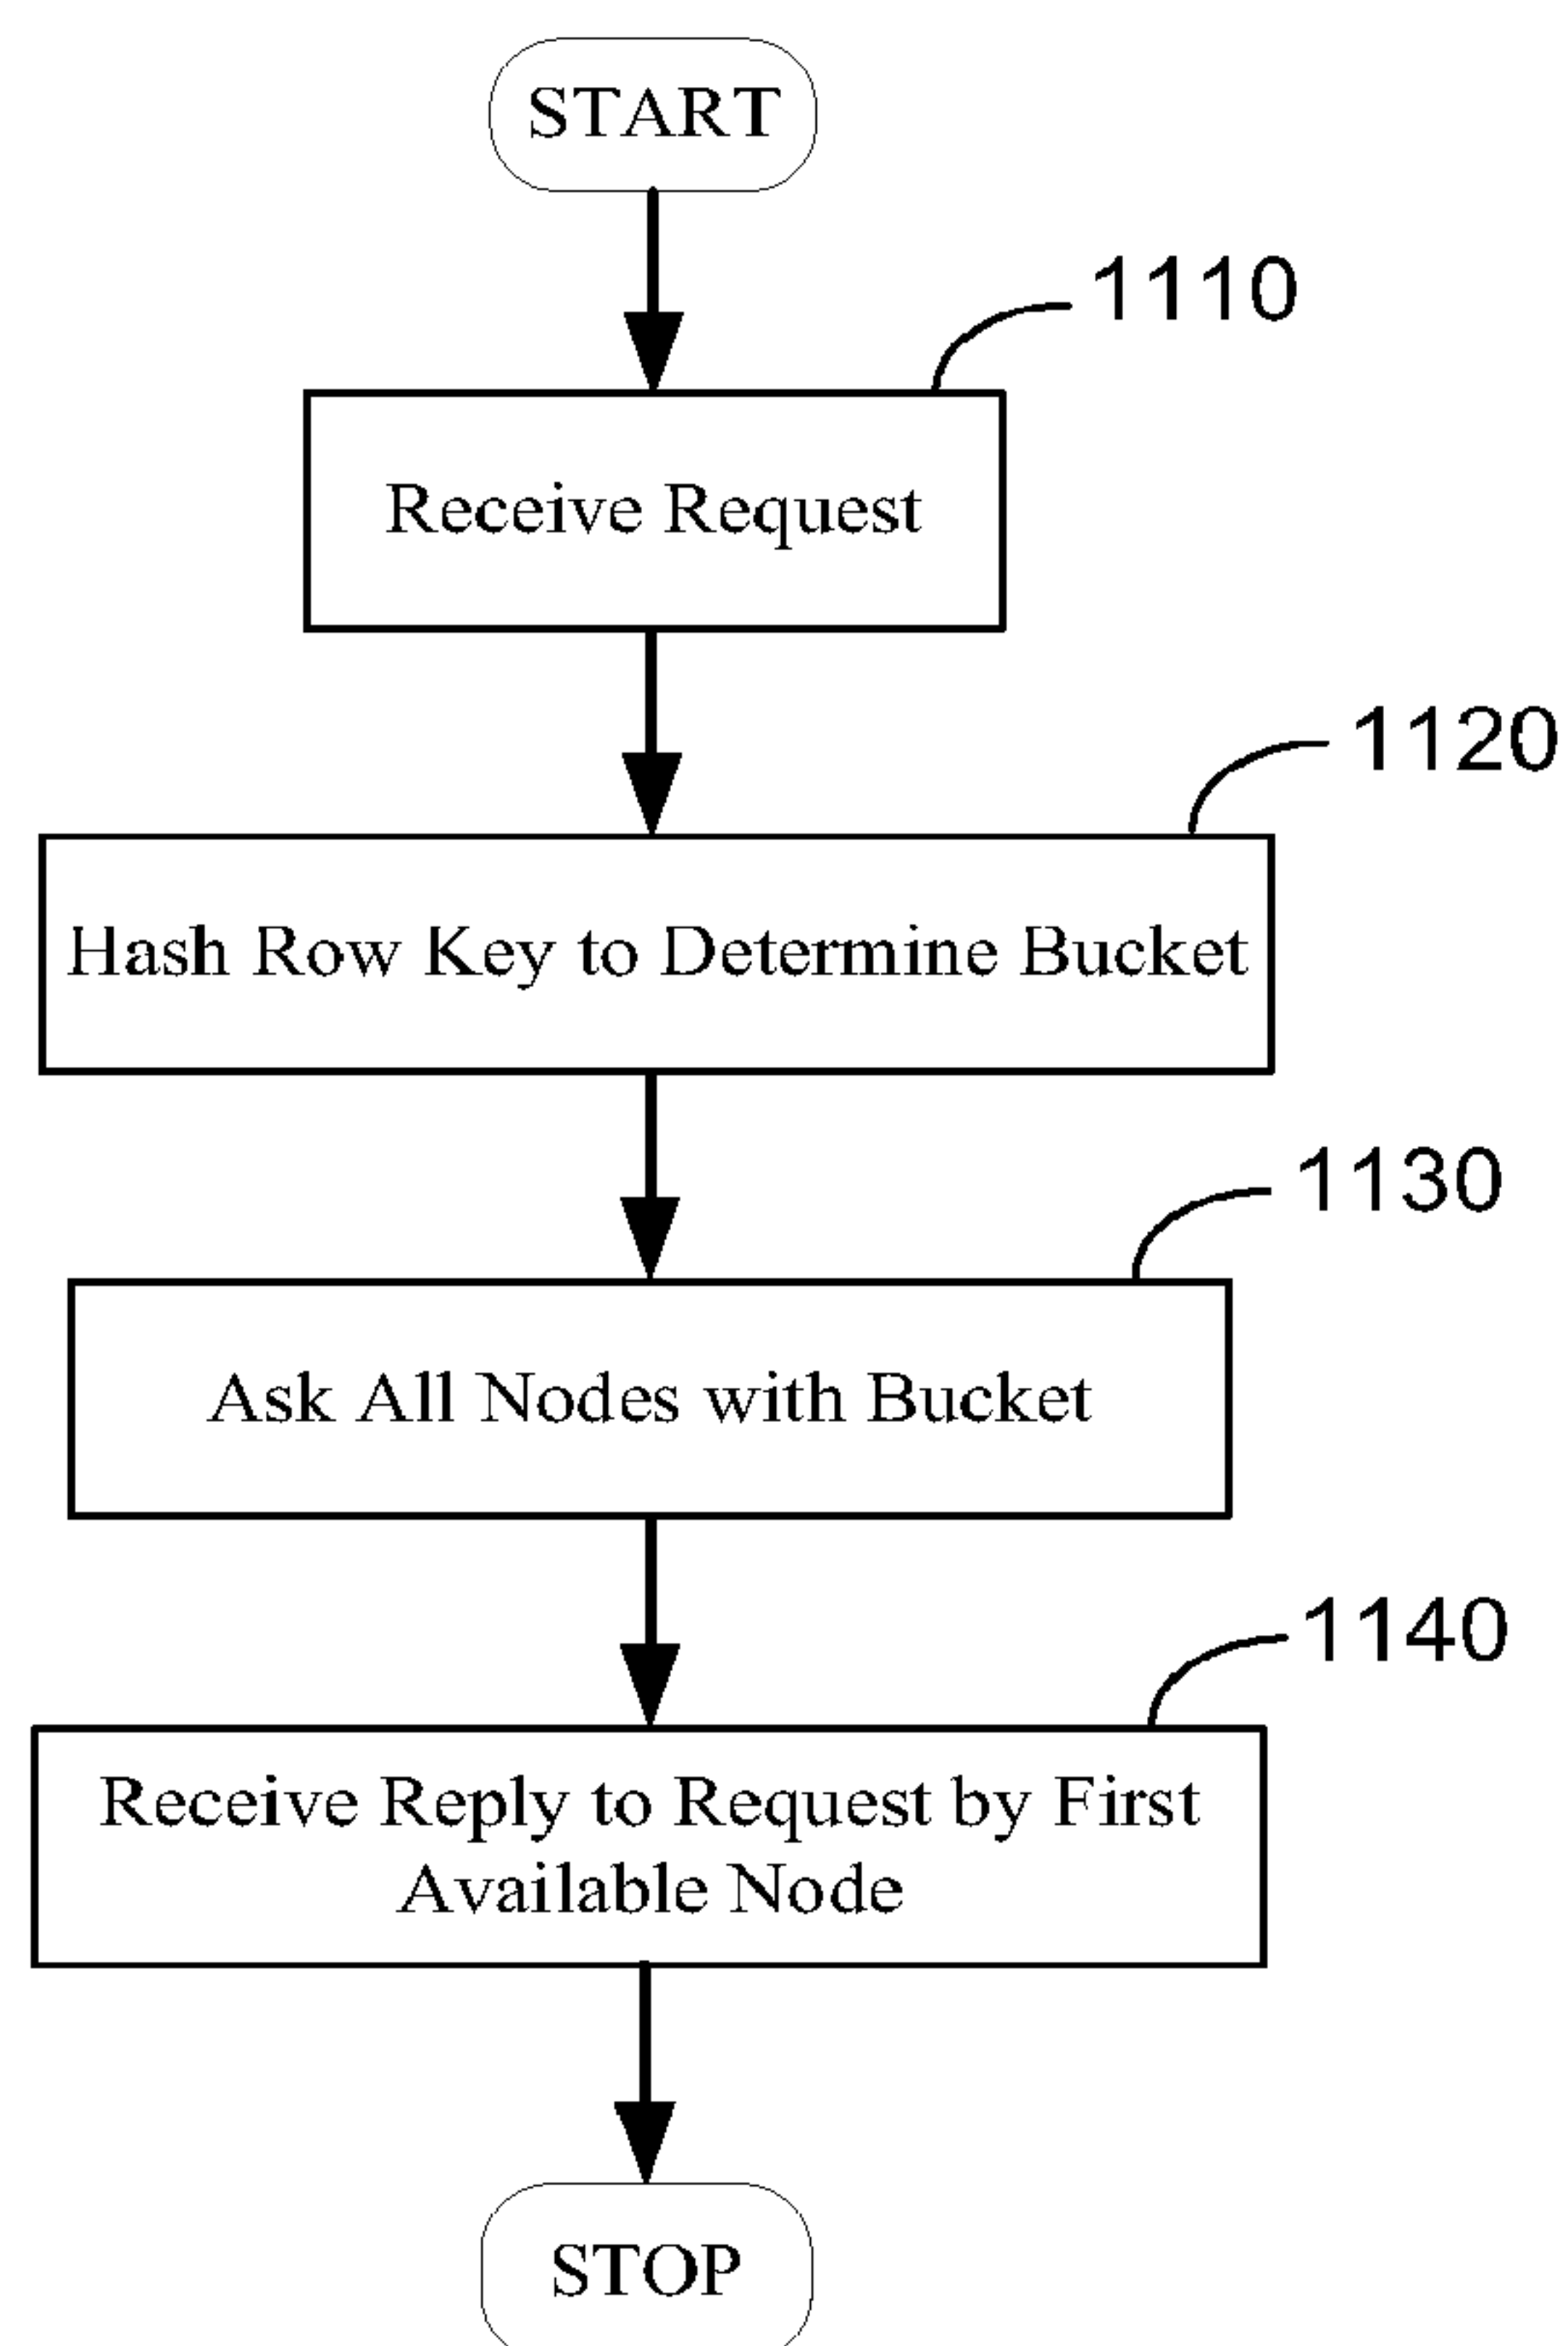 START
1110
Receive Request
1120
Hash Row Key to Determine Bucket
1130
Ask All Nodes with Bucket
1140
Receive Reply to Request by First
Available Node
STOP